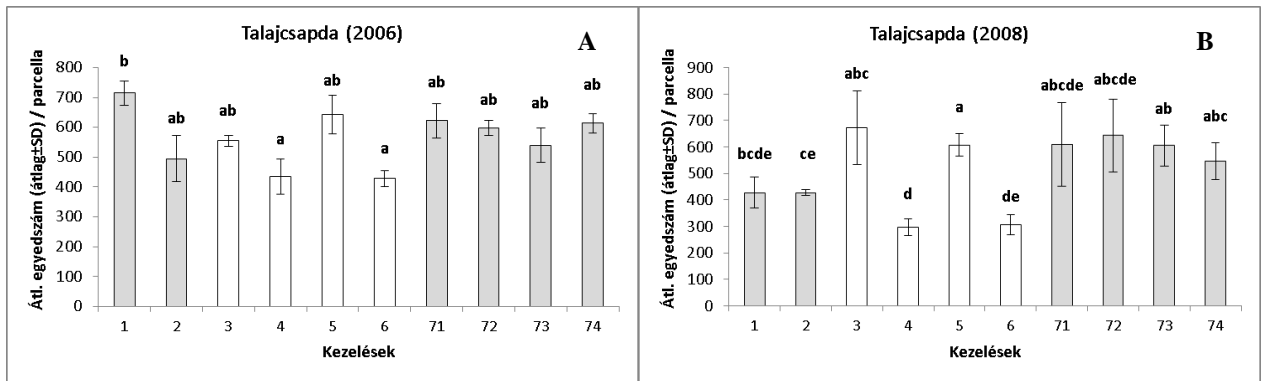 Talajcsapda (2006)
A
Átl. egyedszám (átlag±SD) / parcella
800
700
600
500
400
300
200
100
0
b
ab
ab
a
ab
a
ab
ab
ab
ab
1 2 3 4 5 6 71 72 73 74
Kezelések
Talajcsapda (2008)
B
Átl. egyedszám (átlag±SD) / parcella
900
800
700
600
500
400
300
200
100
0
bcde
ce
abc
d
a
de
abcde
abcde
ab
abc
1 2 3 4 5 6 71 72 73 74
Kezelések